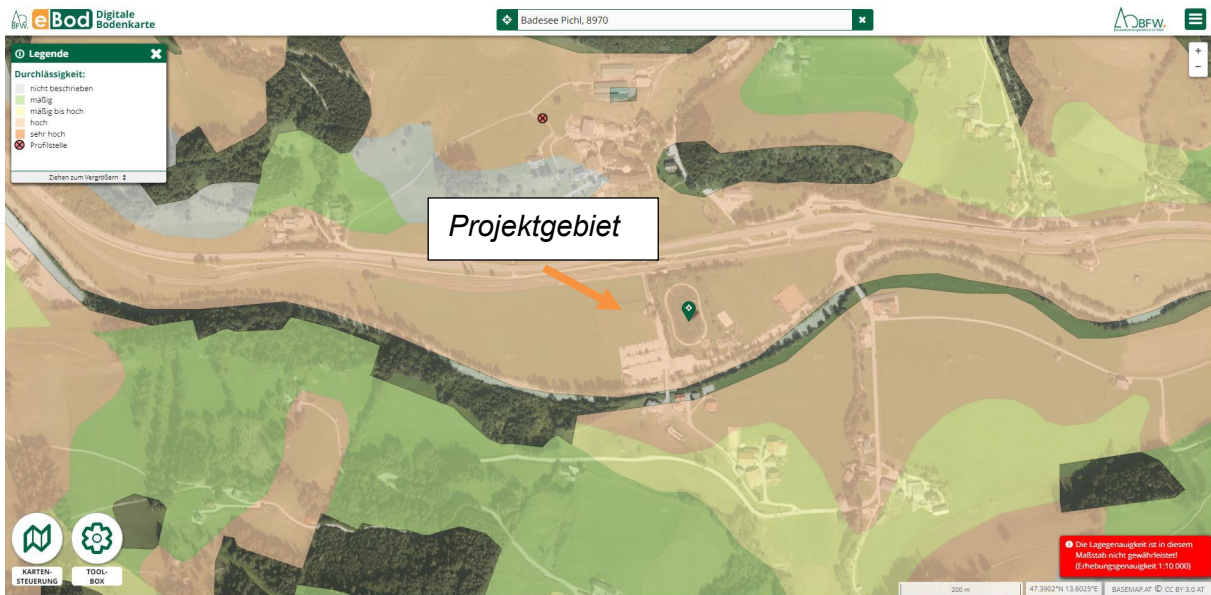 BFW. eBod Digitale
Bodenkarte
Badesee Pichl, 8970
BFW.
Legende
Durchlässigkeit:
nicht beschrieben
mäßig
mäßig bis hoch
hoch
sehr hoch
Profilstelle
Ziehen zum Vergrößern
+
-
Projektgebiet
KARTEN-
STEUERUNG
TOOL-
BOX
Die Lagegenauigkeit ist in diesem
Maßstab nicht gewährleistet!
(Erhebungsgenauigkeit 1:10.000)
200 m
47.3902°N 13.6025°E
BASEMAP.AT © CC BY 3.0 AT